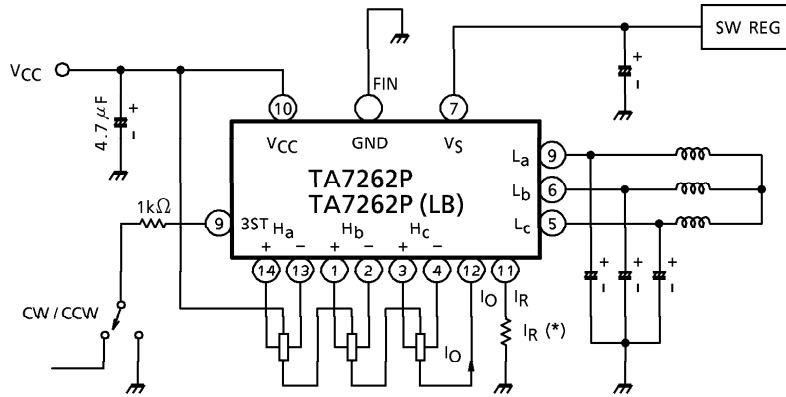 SW REG
VCC
4.7μF
+
FIN
+
10
7
VCC
GND
VS
TA7262P
TA7262P (LB)
La
9
Lb
6
Lc
5
1kΩ
9
3ST
Ha
Hb
Hc
+ − + − + −
14 13 1 2 3 4 12 11
IO IR
+ + +
CW / CCW
IO
IR (*)